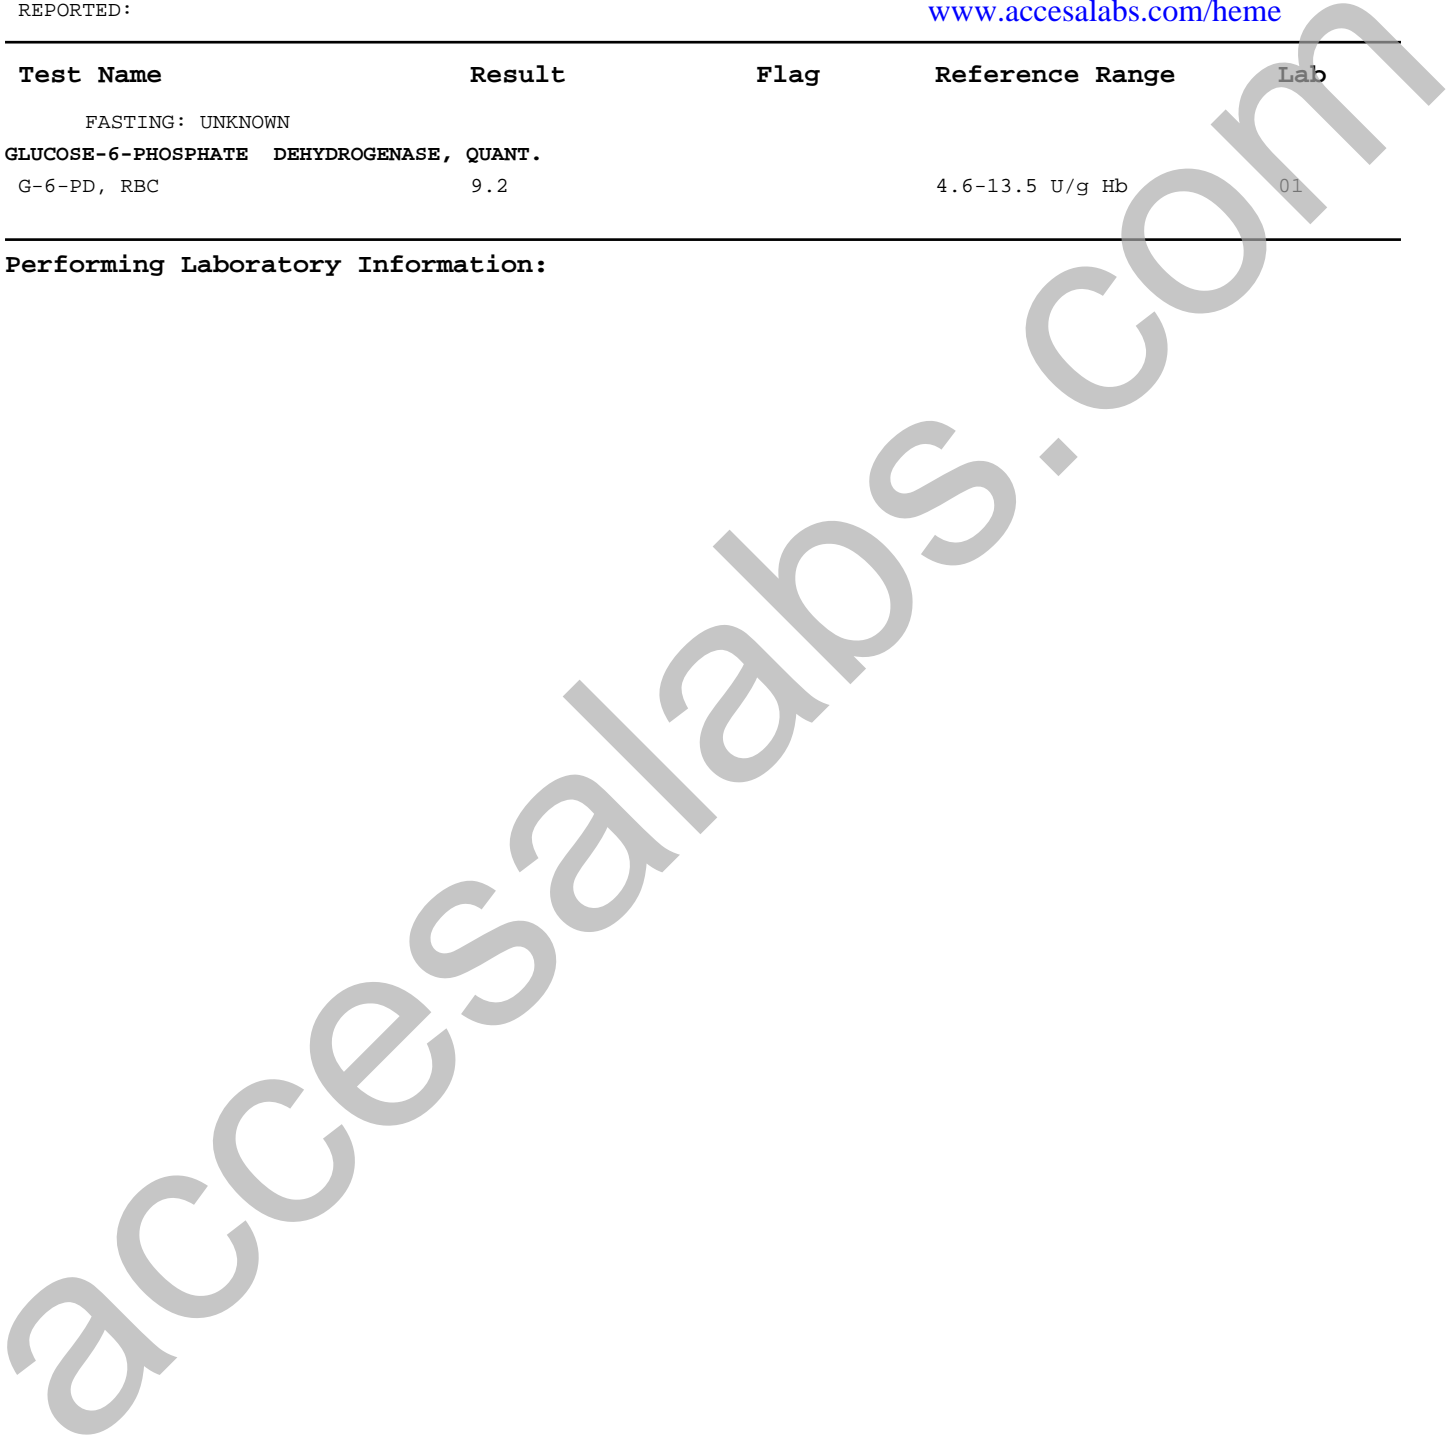 REPORTED: www.accesalabs.com/heme
Test Name Result Flag Reference Range Lab
FASTING: UNKNOWN
GLUCOSE-6-PHOSPHATE DEHYDROGENASE, QUANT.
G-6-PD, RBC 9.2 4.6-13.5 U/g Hb 01
Performing Laboratory Information:
accesalabs.com